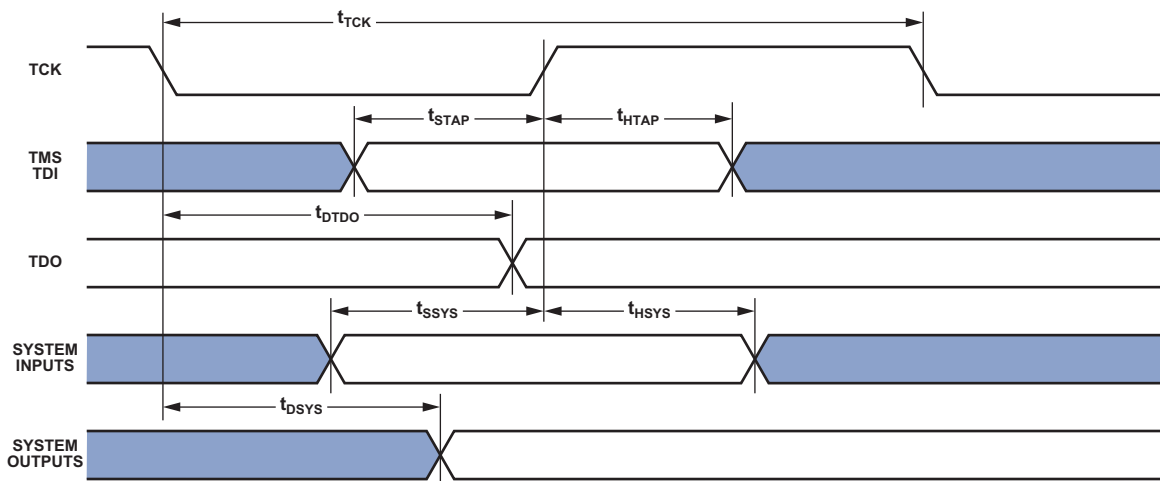 tTCK
TCK
tSTAP
tHTAP
TMS
TDI
tDTDO
TDO
tSSYS
tHSYS
SYSTEM
INPUTS
tDSYS
SYSTEM
OUTPUTS